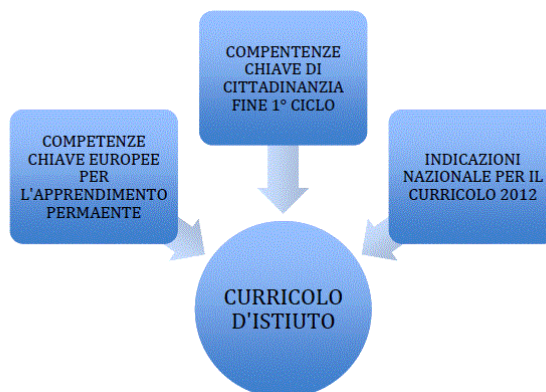 COMPENTENZE
CHIAVE DI
CITTADINANZIA
FINE 1° CICLO
COMPETENZE
CHIAVE EUROPEE
PER
L'APPRENDIMENTO
PERMAENTE
INDICAZIONI
NAZIONALE PER IL
CURRICOLO 2012
CURRICOLO
D'ISTIUTO